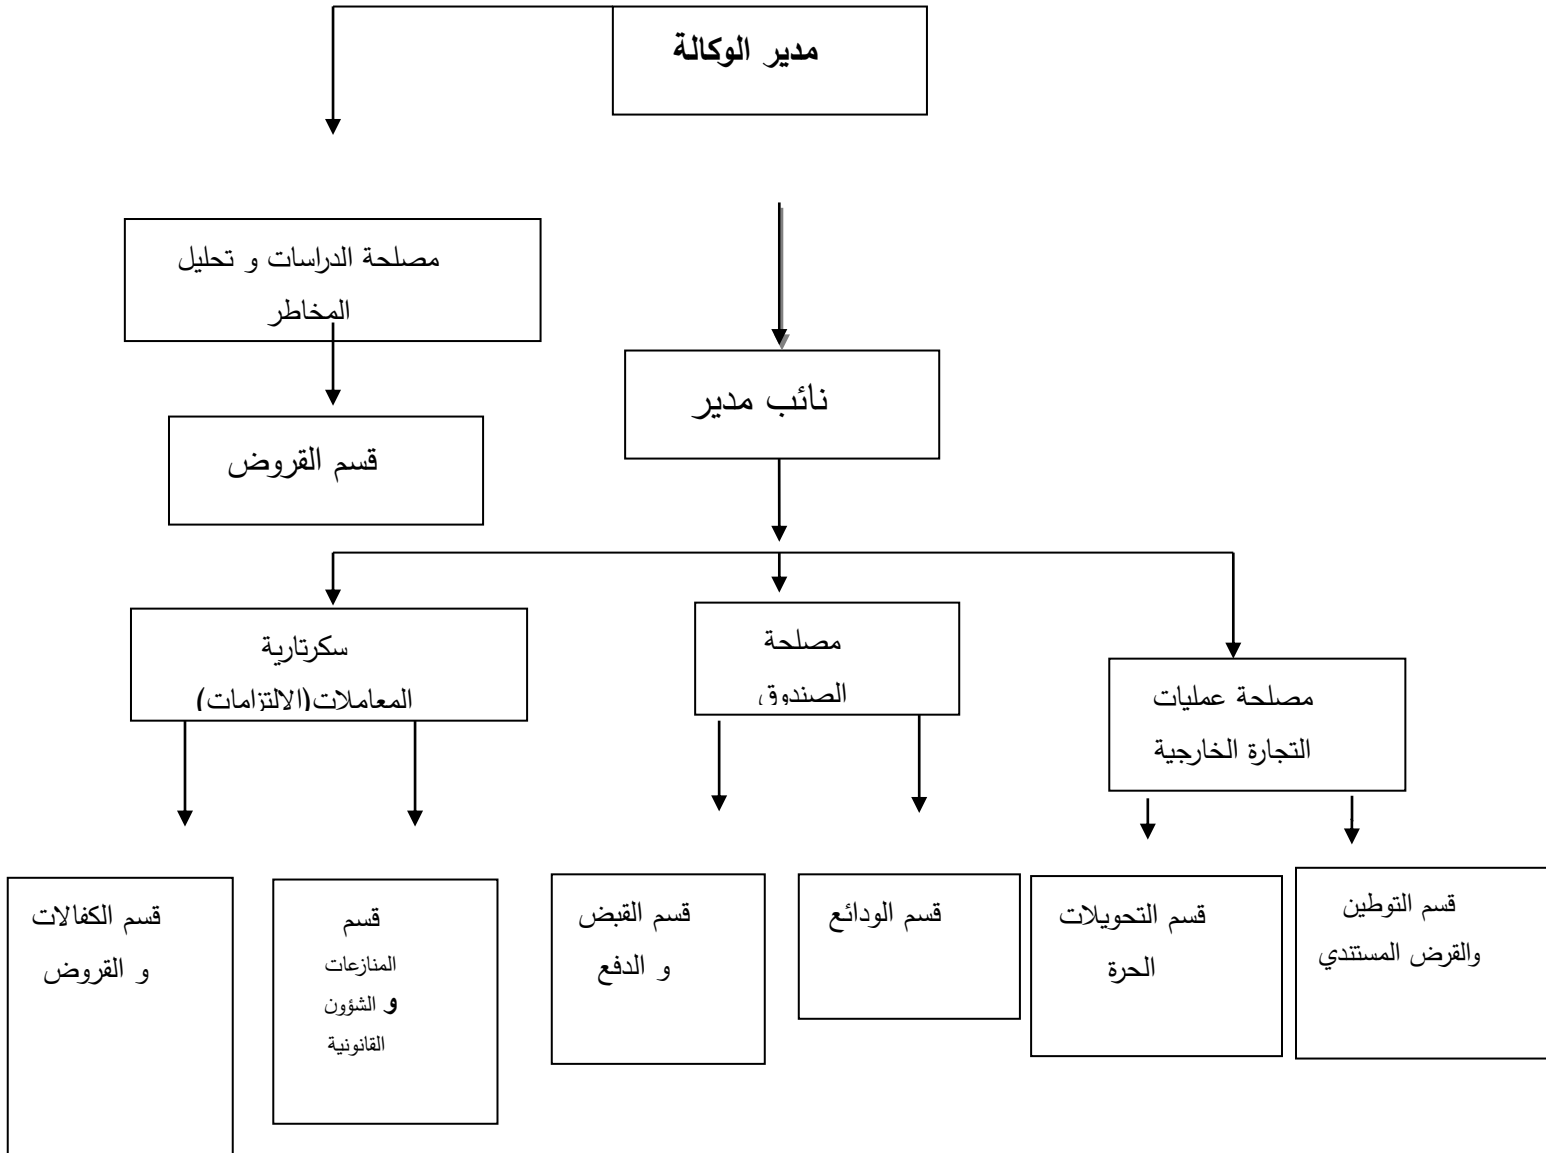 مدير الوكالة
مصلحة الدراسات و تحليل
المخاطر
نائب مدير
قسم القروض
مصلحة عمليات
التجارة الخارجية
مصلحة
الصندوق
سكرتارية
المعاملات(الالتزامات)
قسم التوطين
والقرض المستندي
قسم التحويلات
الحرة
قسم الودائع
قسم القبض
و الدفع
قسم
المنازعات
و الشؤون
القانونية
قسم الكفالات
و القروض